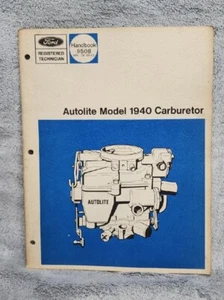 Ford
REGISTERED
TECHNICIAN
Handbook
5508
Autolite Model 1940 Carburetor
AUTOLITE